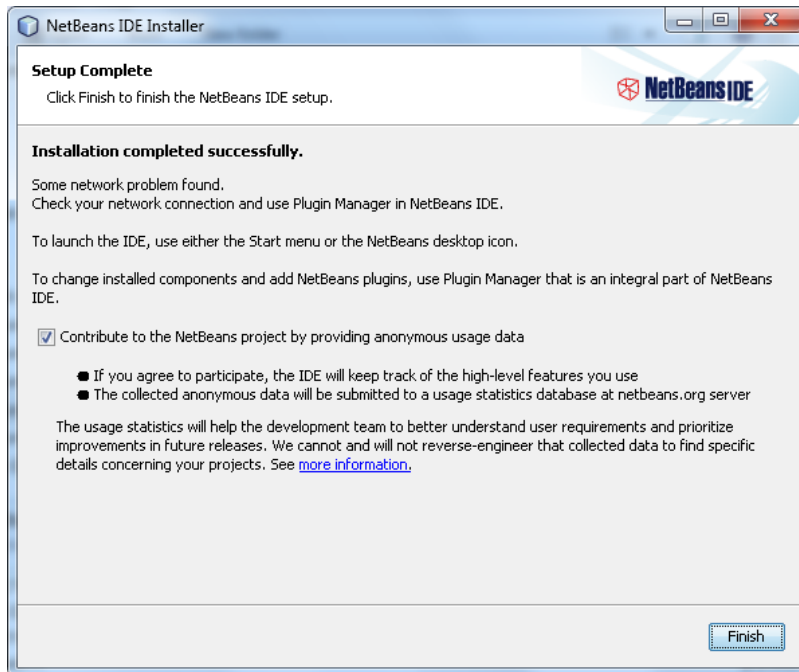 NetBeans IDE Installer
Setup Complete
Click Finish to finish the NetBeans IDE setup.
NetBeans IDE
Installation completed successfully.
Some network problem found.
Check your network connection and use Plugin Manager in NetBeans IDE.
To launch the IDE, use either the Start menu or the NetBeans desktop icon.
To change installed components and add NetBeans plugins, use Plugin Manager that is an integral part of NetBeans
IDE.
Contribute to the NetBeans project by providing anonymous usage data
If you agree to participate, the IDE will keep track of the high-level features you use
The collected anonymous data will be submitted to a usage statistics database at netbeans.org server
The usage statistics will help the development team to better understand user requirements and prioritize
improvements in future releases. We cannot and will not reverse-engineer that collected data to find specific
details concerning your projects. See more information.
Finish